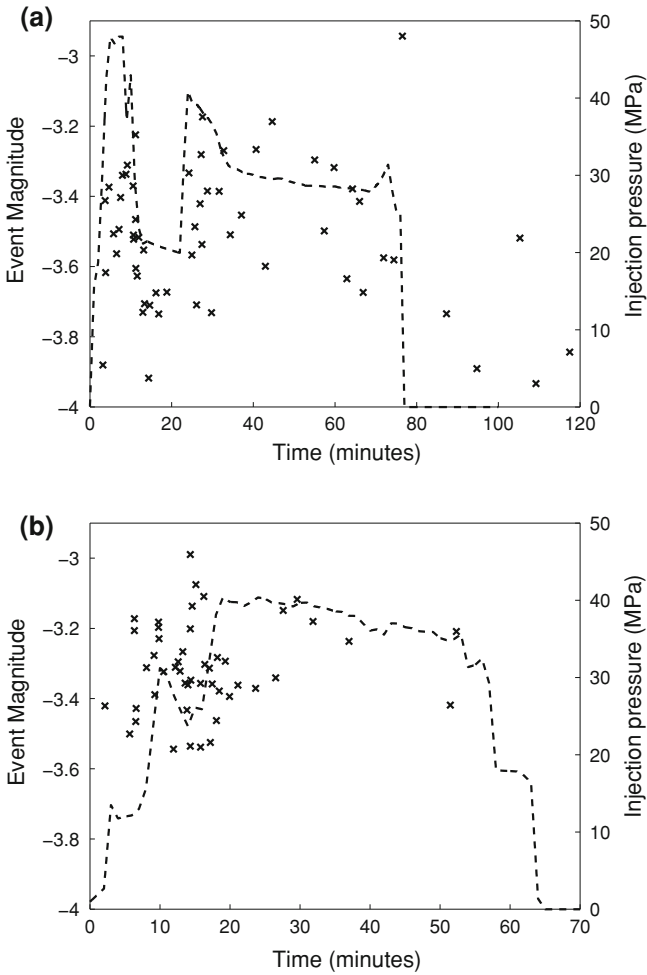 (a)
50
-3
40
-3.2
30
-3.4
20
-3.6
10
-3.8
-4
0
0 20 40 60 80 100 120
Time (minutes)
Event Magnitude
Injection pressure (MPa)
(b)
50
-3
40
-3.2
30
-3.4
20
-3.6
10
-3.8
-4
0
0 10 20 30 40 50 60 70
Time (minutes)
Event Magnitude
Injection pressure (MPa)